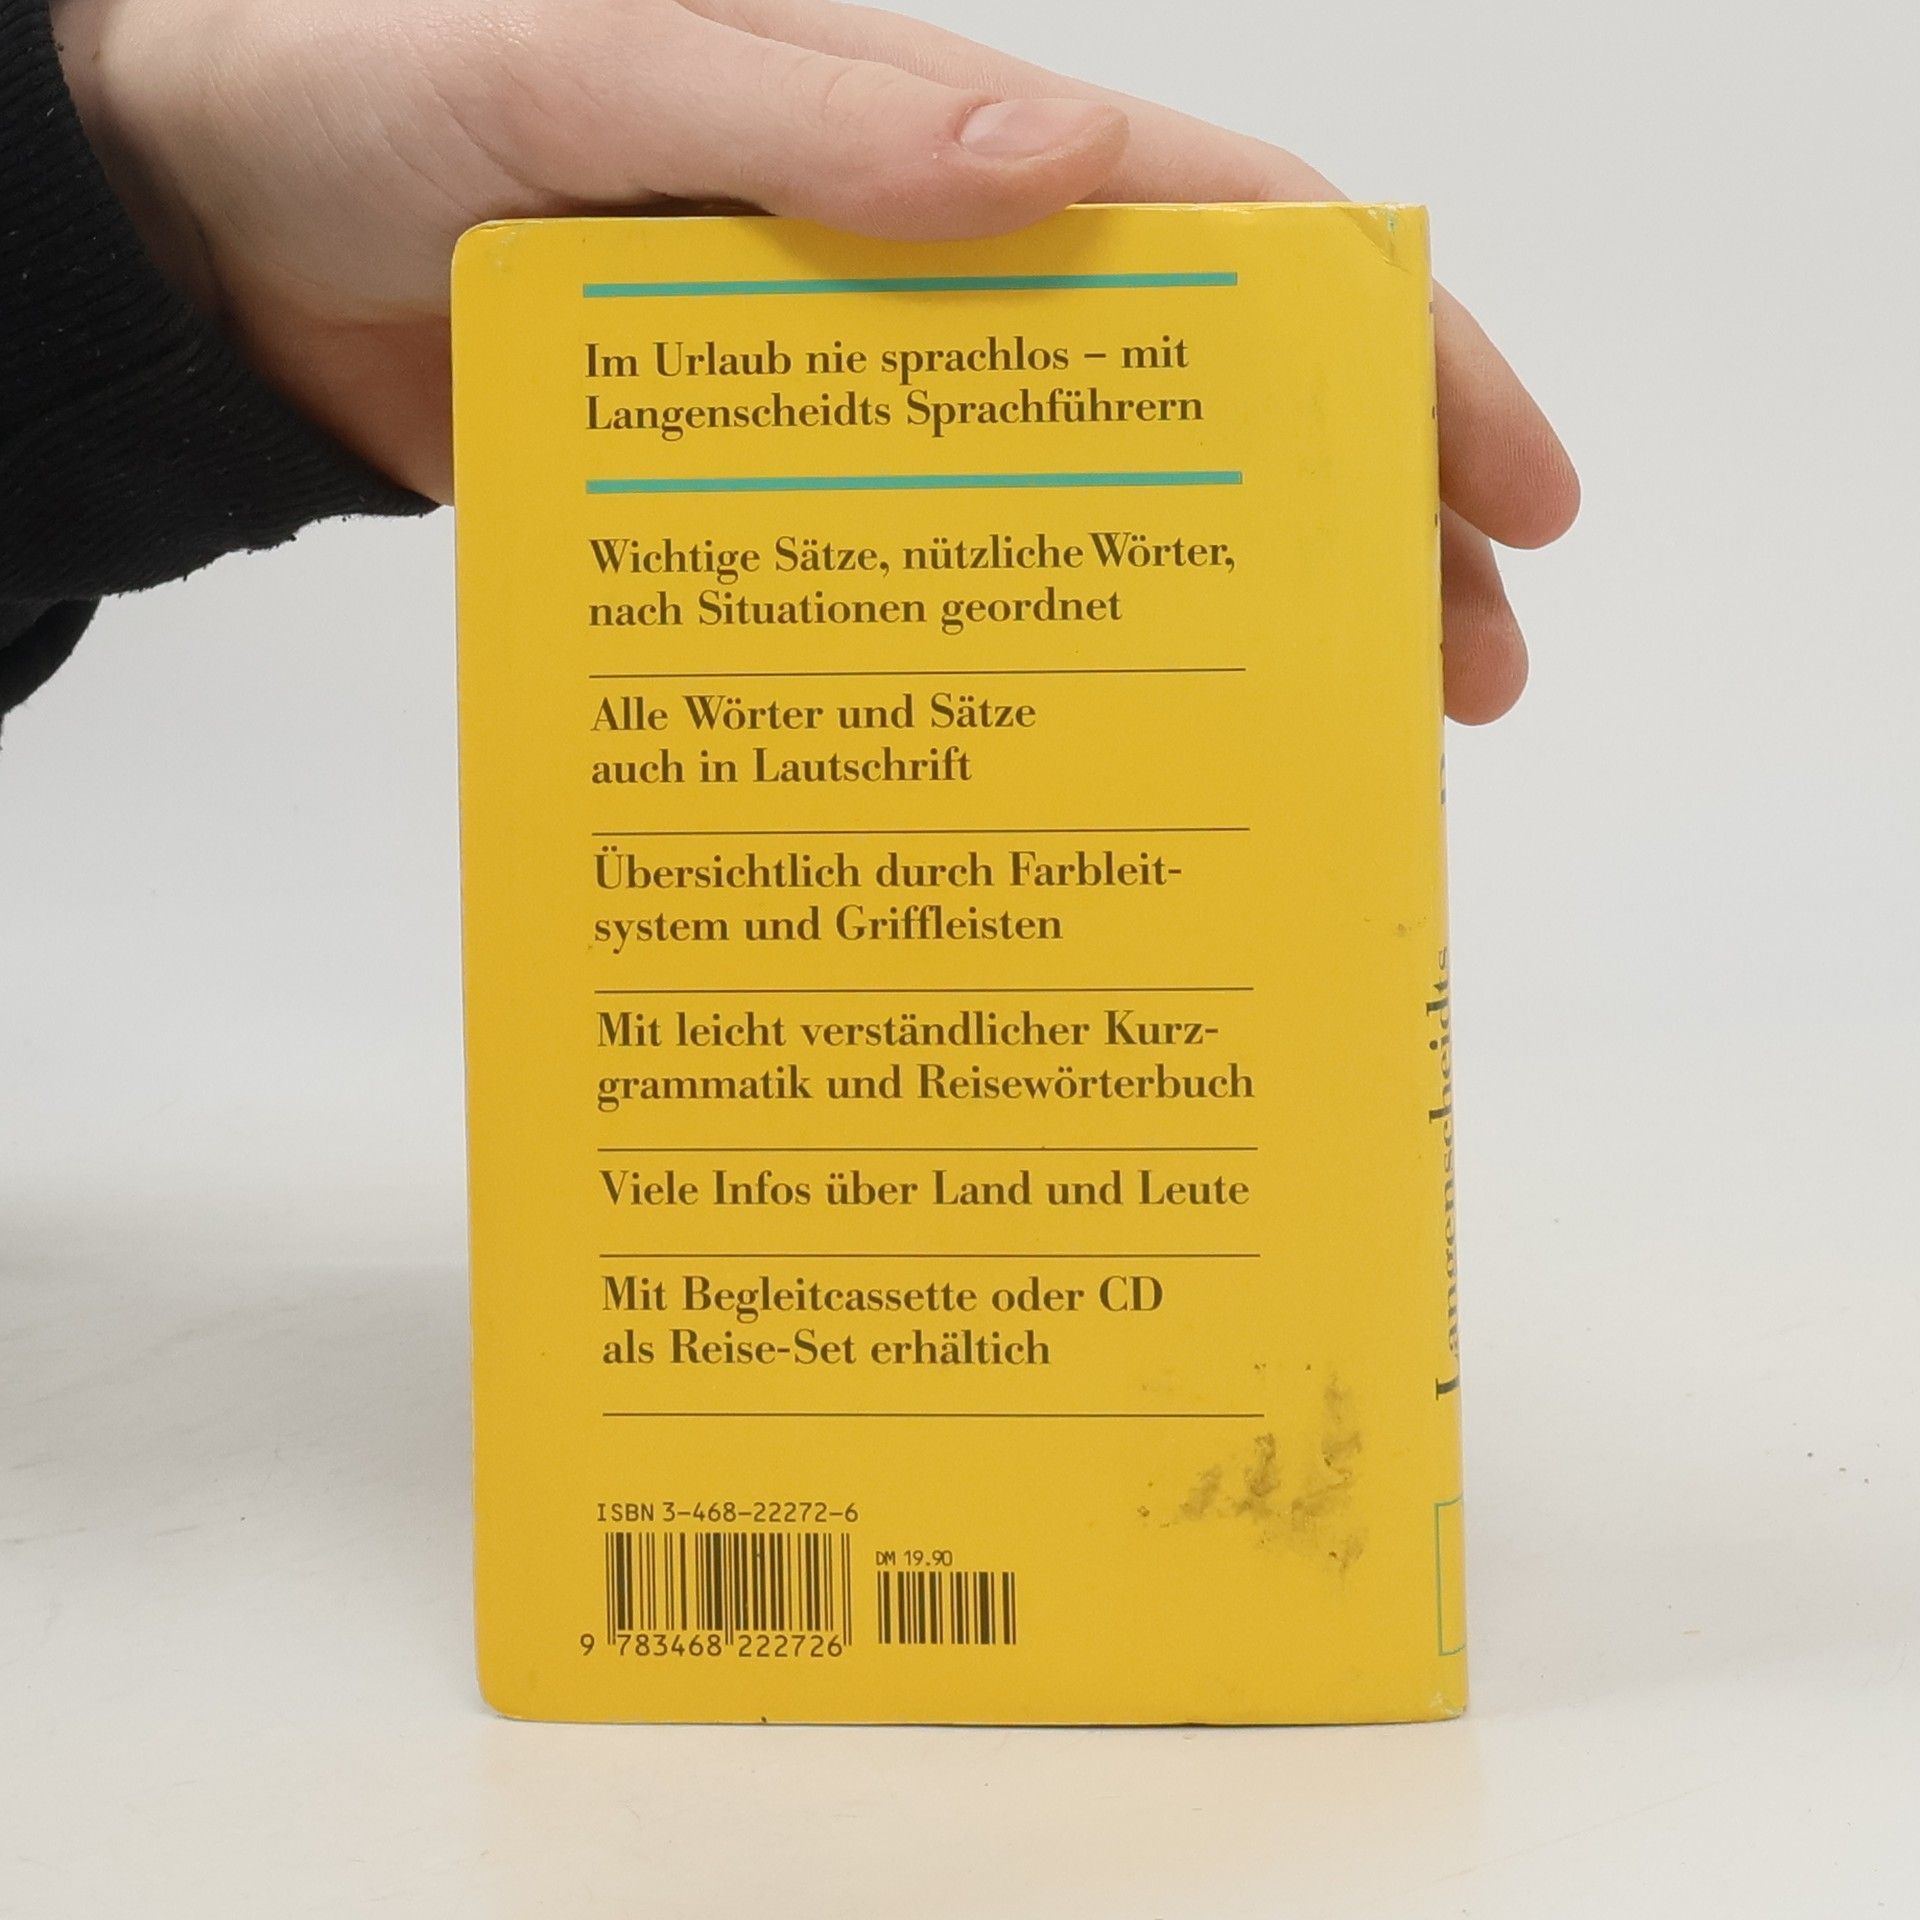 Im Urlaub nie sprachlos – mit
Langenscheidts Sprachführern
Wichtige Sätze, nützliche Wörter,
nach Situationen geordnet
Alle Wörter und Sätze
auch in Lautschrift
Übersichtlich durch Farbleit-
system und Griffleisten
Mit leicht verständlicher Kurz-
grammatik und Reisewörterbuch
Viele Infos über Land und Leute
Mit Begleitcassette oder CD
als Reise-Set erhältich
ISBN 3-468-22272-6
DM 19.90
9 783468 222726
Langenscheidts